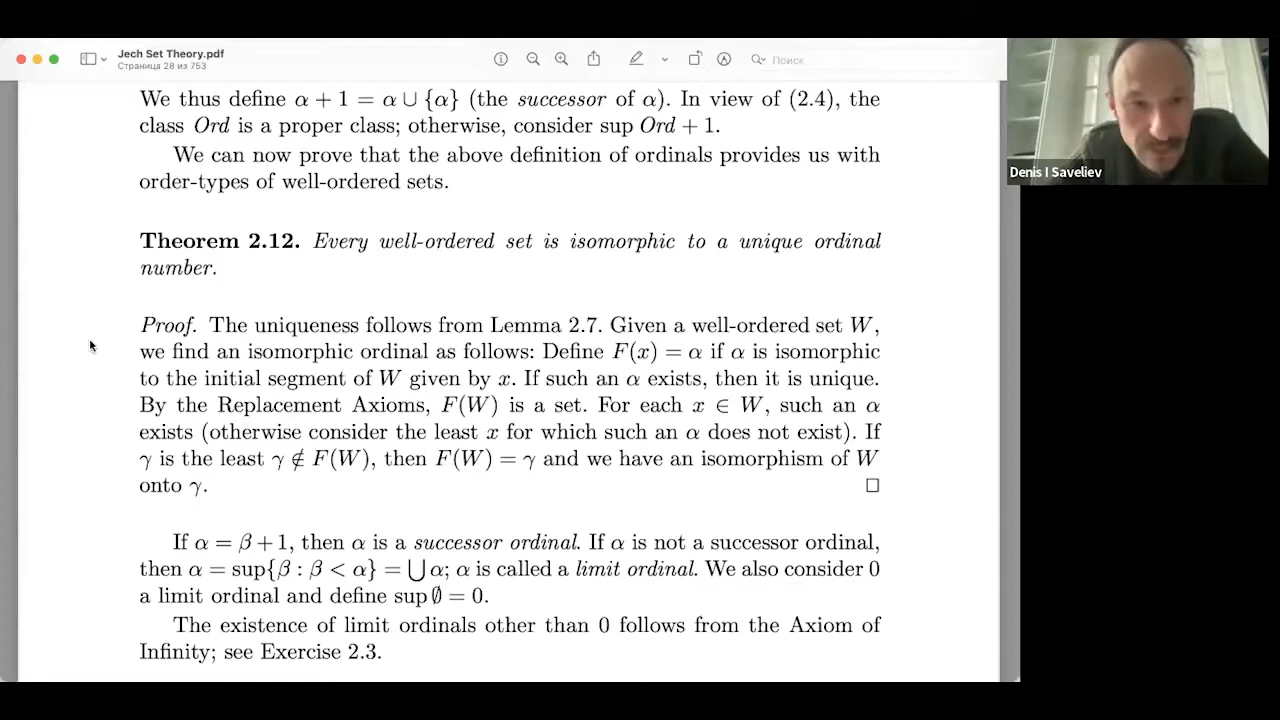 Jech Set Theory.pdf
Страница 28 из 753
Поиск
Denis I Saveliev
We thus define α + 1 = α ∪ {α} (the successor of α). In view of (2.4), the
class Ord is a proper class; otherwise, consider sup Ord + 1.
We can now prove that the above definition of ordinals provides us with
order-types of well-ordered sets.
Theorem 2.12. Every well-ordered set is isomorphic to a unique ordinal
number.
Proof. The uniqueness follows from Lemma 2.7. Given a well-ordered set W,
we find an isomorphic ordinal as follows: Define F(x) = α if α is isomorphic
to the initial segment of W given by x. If such an α exists, then it is unique.
By the Replacement Axioms, F(W) is a set. For each x ∈ W, such an α
exists (otherwise consider the least x for which such an α does not exist). If
γ is the least γ ∉ F(W), then F(W) = γ and we have an isomorphism of W
onto γ. □
If α = β + 1, then α is a successor ordinal. If α is not a successor ordinal,
then α = sup{β : β < α} = ⋃ α; α is called a limit ordinal. We also consider 0
a limit ordinal and define sup ∅ = 0.
The existence of limit ordinals other than 0 follows from the Axiom of
Infinity; see Exercise 2.3.